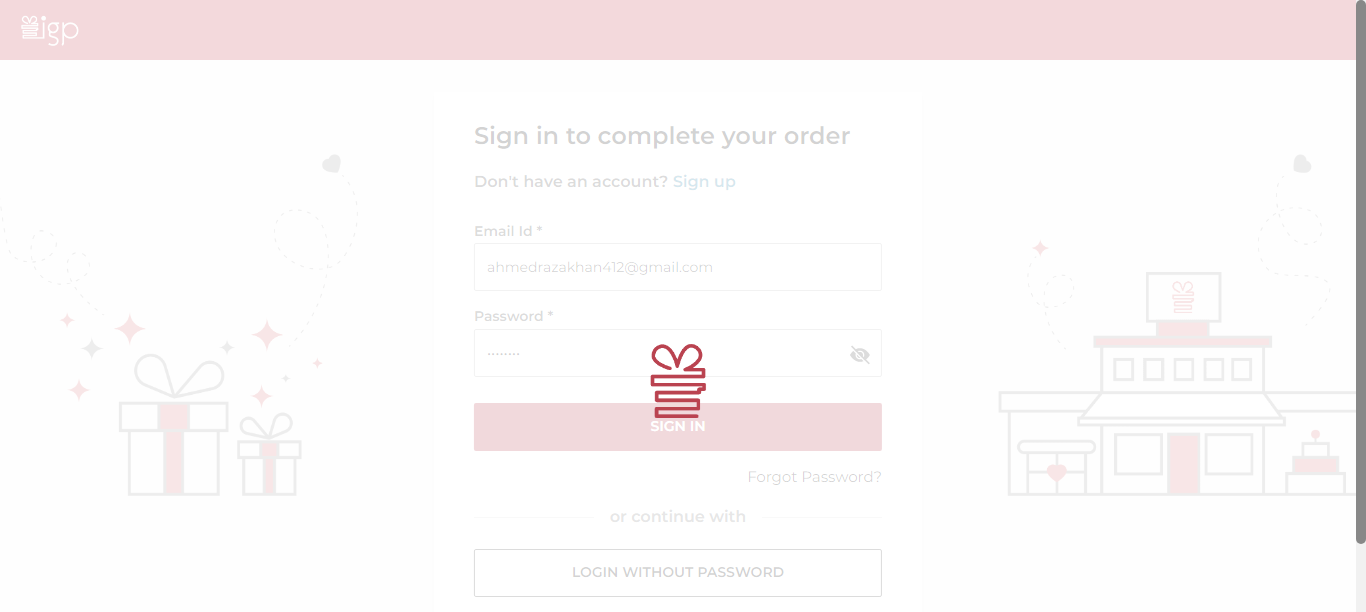 igp
Sign in to complete your order
Don't have an account? Sign up
Email Id *
ahmedrazakhan412@gmail.com
Password *
········
SIGN IN
Forgot Password?
or continue with
LOGIN WITHOUT PASSWORD